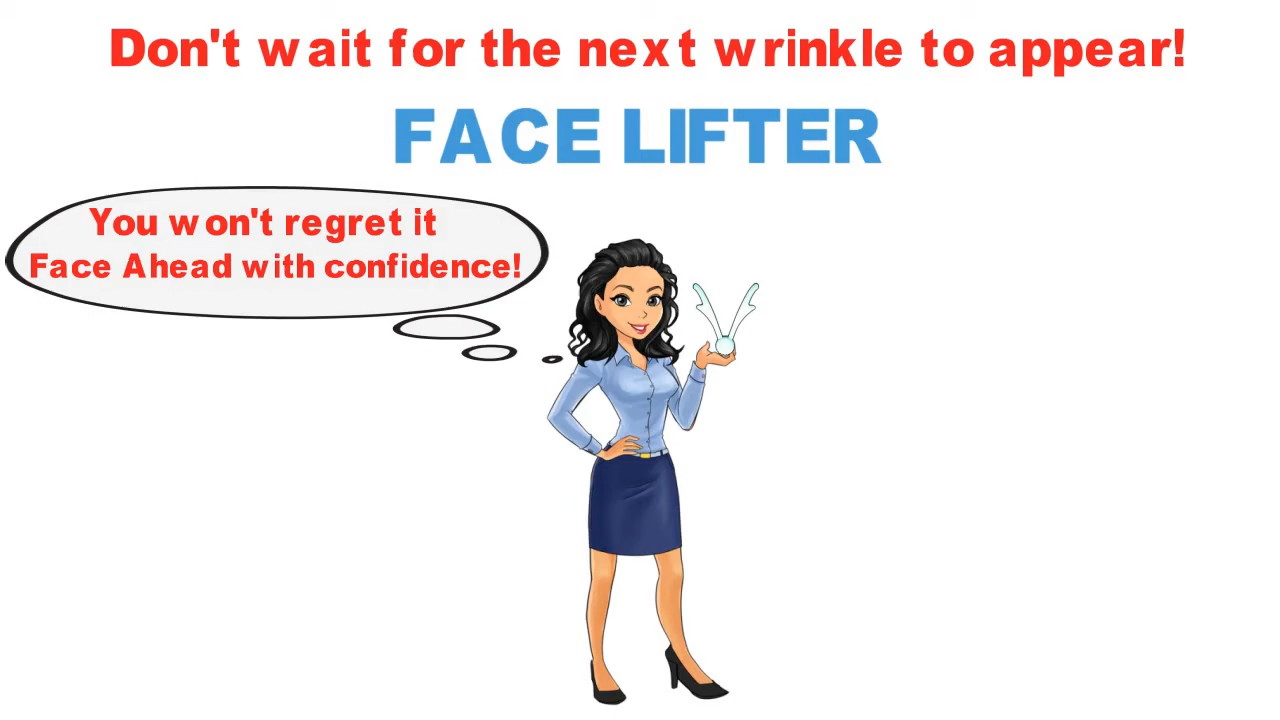 Don't wait for the next wrinkle to appear!
FACE LIFTER
You won't regret it
Face Ahead with confidence!